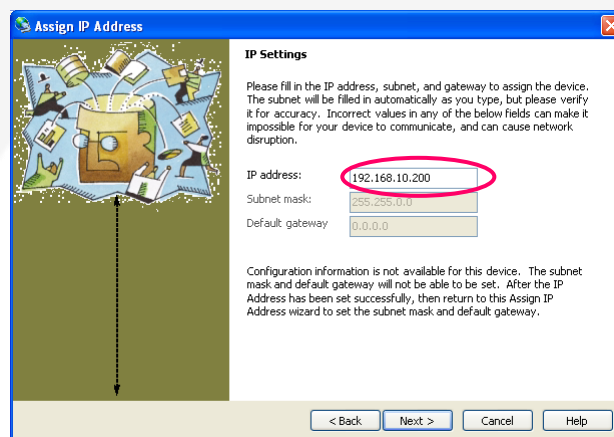 Assign IP Address
IP Settings
Please fill in the IP address, subnet, and gateway to assign the device.
The subnet will be filled in automatically as you type, but please verify
it for accuracy. Incorrect values in any of the below fields can make it
impossible for your device to communicate, and can cause network
disruption.
IP address: 192.168.10.200
Subnet mask: 255.255.0.0
Default gateway 0.0.0.0
Configuration information is not available for this device. The subnet
mask and default gateway will not be able to be set. After the IP
Address has been set successfully, then return to this Assign IP
Address wizard to set the subnet mask and default gateway.
< Back Next > Cancel Help